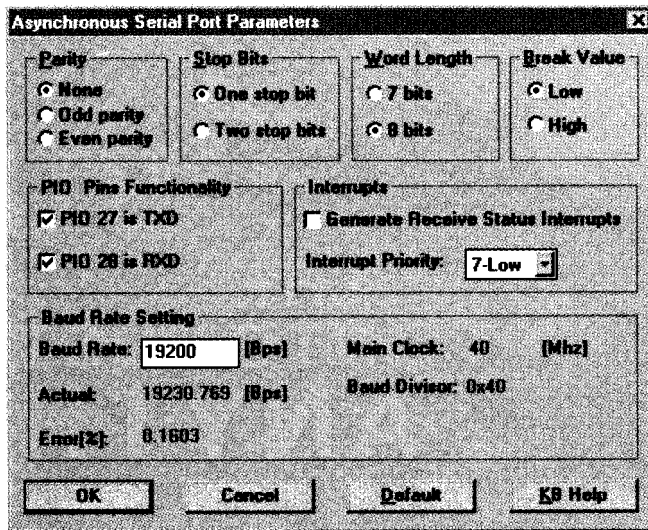 Asynchronous Serial Port Parameters
Parity
None
Odd parity
Even parity
Stop Bits
One stop bit
Two stop bits
Word Length
7 bits
8 bits
Break Value
Low
High
PIO Pins Functionality
PIO 27 is TXD
PIO 28 is RXD
Interrupts
Generate Receive Status Interrupts
Interrupt Priority: 7-Low
Baud Rate Setting
Baud Rate: 19200 [Bps]
Main Clock: 40 [Mhz]
Actual: 19230.769 [Bps]
Baud Divisor: 0x40
Error[%]: 0.1603
OK
Cancel
Default
KB Help